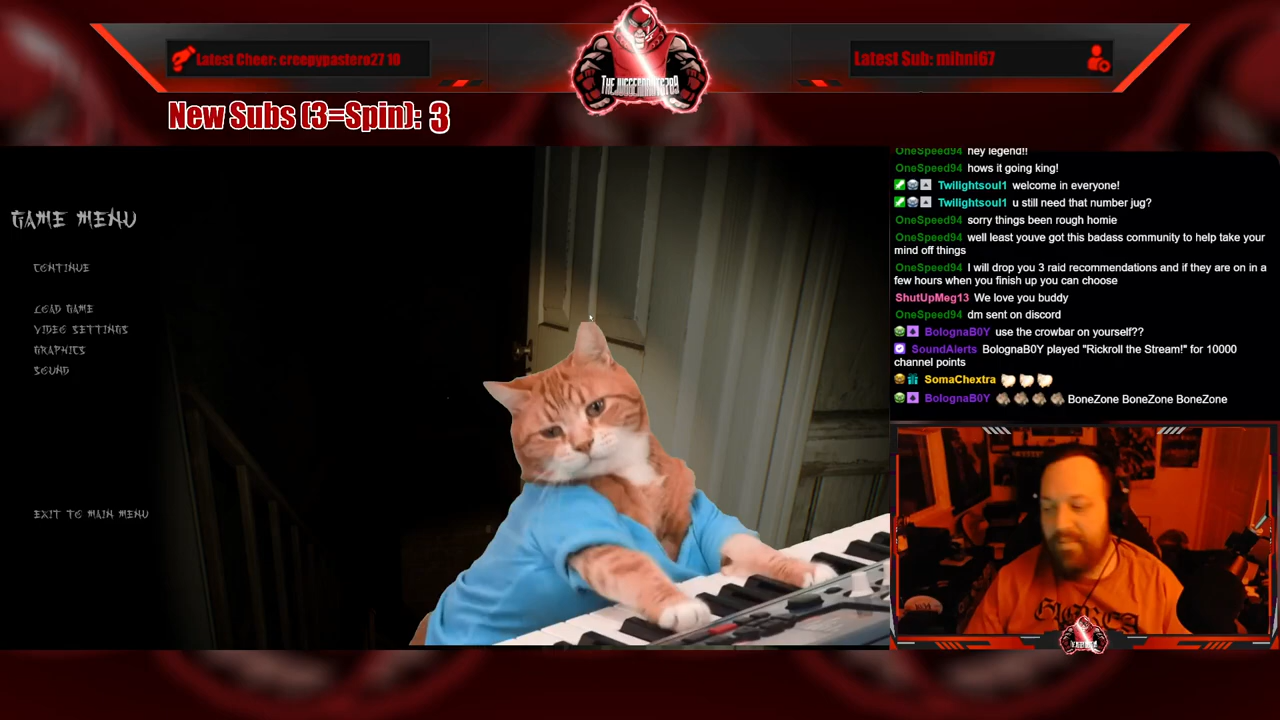 Latest Cheer: creepypastero27 10
Latest Sub: mihni67
New Subs (3=Spin): 3
GAME MENU
CONTINUE
LOAD GAME
VIDEO SETTINGS
GRAPHICS
SOUND
EXIT TO MAIN MENU
OneSpeed94 hey legend!!
OneSpeed94 hows it going king!
Twilightsoul1 welcome in everyone!
Twilightsoul1 u still need that number jug?
OneSpeed94 sorry things been rough homie
OneSpeed94 well least youve got this badass community to help take your
mind off things
OneSpeed94 I will drop you 3 raid recommendations and if they are on in a
few hours when you finish up you can choose
ShutUpMeg13 We love you buddy
OneSpeed94 dm sent on discord
BolognaB0Y use the crowbar on yourself??
SoundAlerts BolognaB0Y played "Rickroll the Stream!" for 10000
channel points
SomaChextra
BolognaB0Y BoneZone BoneZone BoneZone